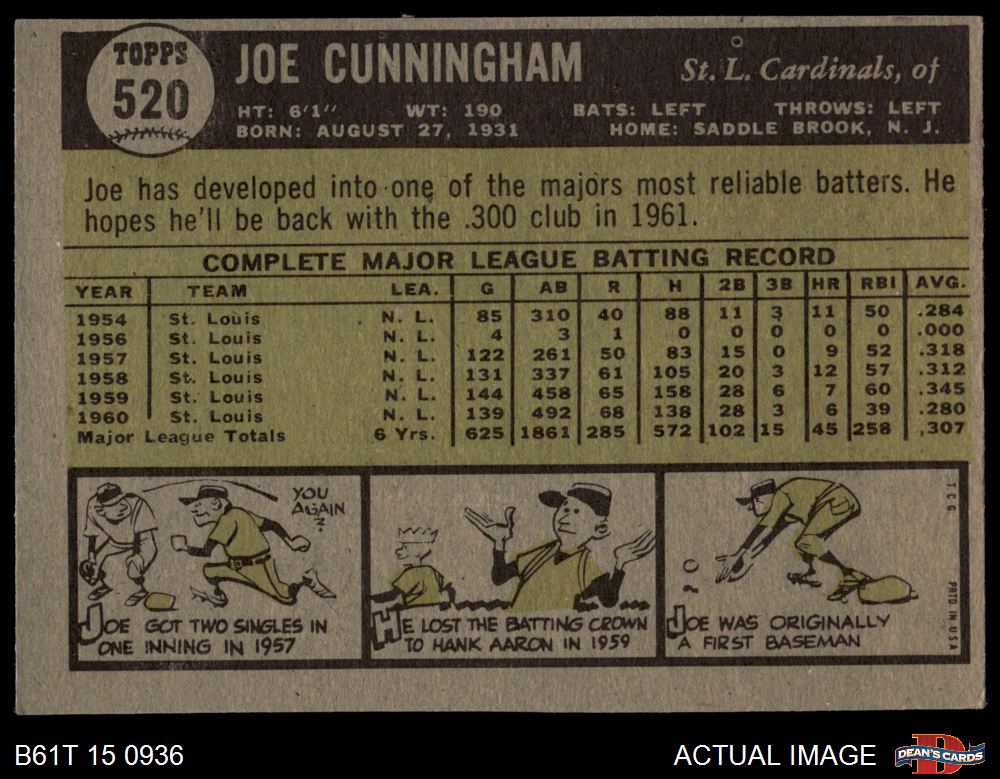 TOPPS
520
JOE CUNNINGHAM
St. L. Cardinals, of
HT: 6'1" WT: 190 BATS: LEFT THROWS: LEFT
BORN: AUGUST 27, 1931 HOME: SADDLE BROOK, N. J.
Joe has developed into one of the majors most reliable batters. He
hopes he'll be back with the .300 club in 1961.
COMPLETE MAJOR LEAGUE BATTING RECORD
YEAR TEAM LEA. G AB R H 2B 3B HR RBI AVG.
1954 St. Louis N. L. 85 310 40 88 11 3 11 50 .284
1956 St. Louis N. L. 4 3 1 0 0 0 0 0 .000
1957 St. Louis N. L. 122 261 50 83 15 0 9 52 .318
1958 St. Louis N. L. 131 337 61 105 20 3 12 57 .312
1959 St. Louis N. L. 144 458 65 158 28 6 7 60 .345
1960 St. Louis N. L. 139 492 68 138 28 3 6 39 .280
Major League Totals 6 Yrs. 625 1861 285 572 102 15 45 258 .307
YOU
AGAIN
?
JOE GOT TWO SINGLES IN
ONE INNING IN 1957
HE LOST THE BATTING CROWN
TO HANK AARON IN 1959
JOE WAS ORIGINALLY
A FIRST BASEMAN
T C G
PRTD IN USA
B61T 15 0936
ACTUAL IMAGE
D
DEAN'S CARDS